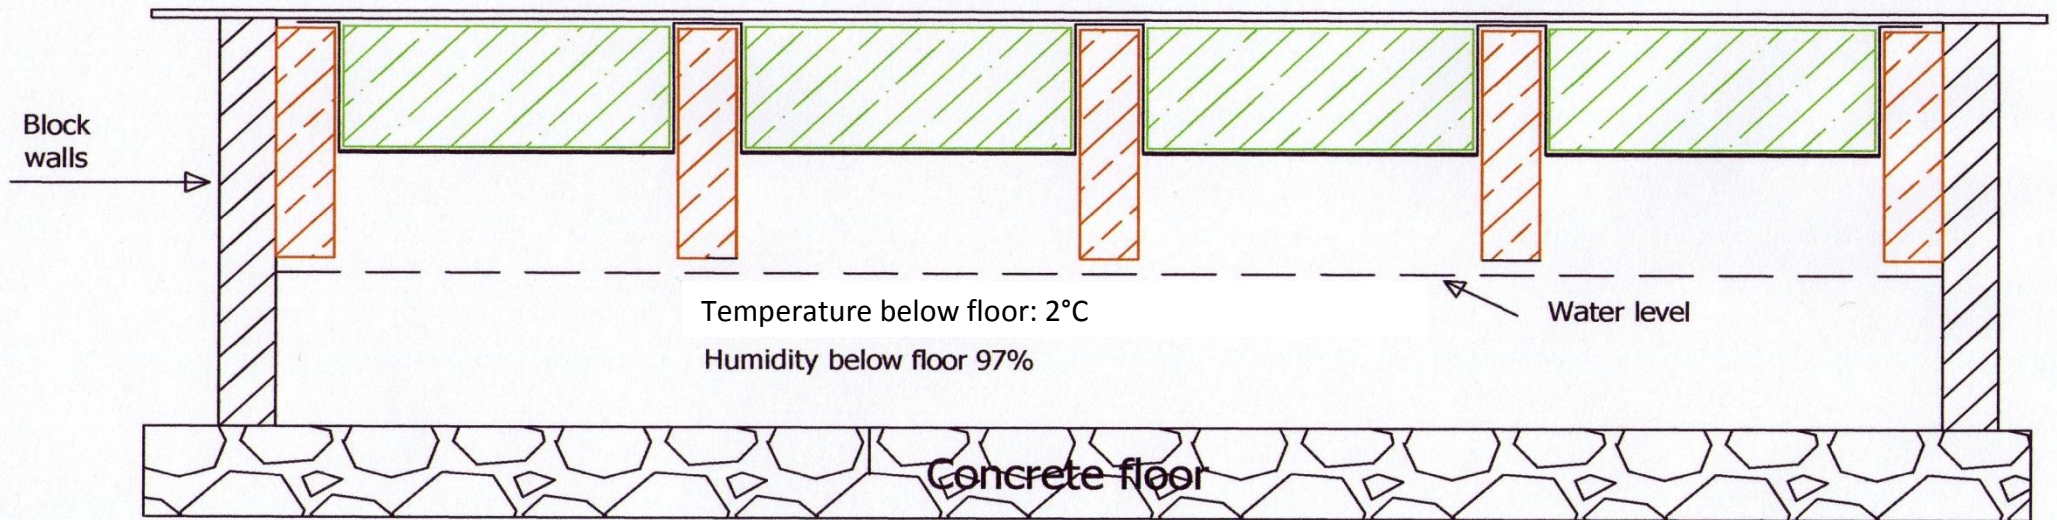 Block
walls
Temperature below floor: 2°C
Water level
Humidity below floor 97%
Concrete floor